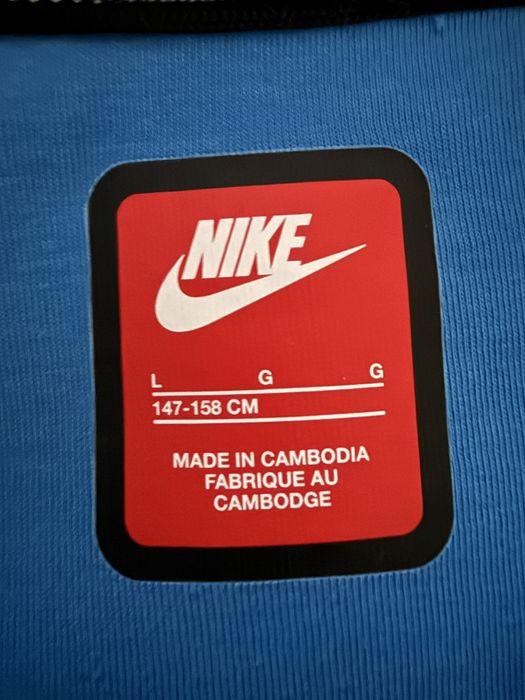 NIKE
L G G
147-158 CM
MADE IN CAMBODIA
FABRIQUE AU
CAMBODGE